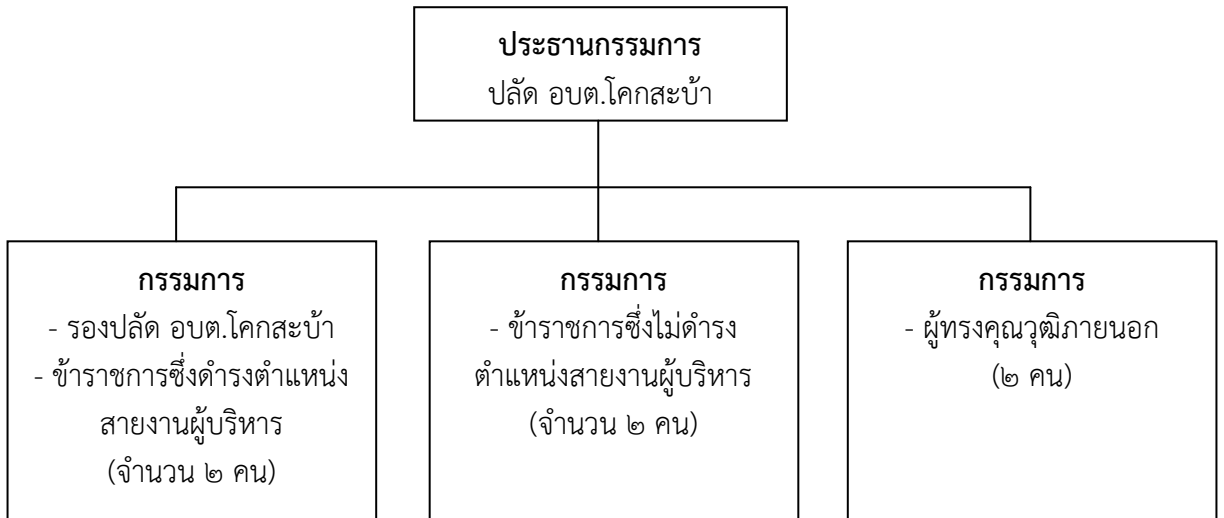 ประธานกรรมการ
ปลัด อบต.โคกสะบ้า
กรรมการ
- รองปลัด อบต.โคกสะบ้า
- ข้าราชการซึ่งดำรงตำแหน่ง
สายงานผู้บริหาร
(จำนวน ๒ คน)
กรรมการ
- ข้าราชการซึ่งไม่ดำรง
ตำแหน่งสายงานผู้บริหาร
(จำนวน ๒ คน)
กรรมการ
- ผู้ทรงคุณวุฒิภายนอก
(๒ คน)